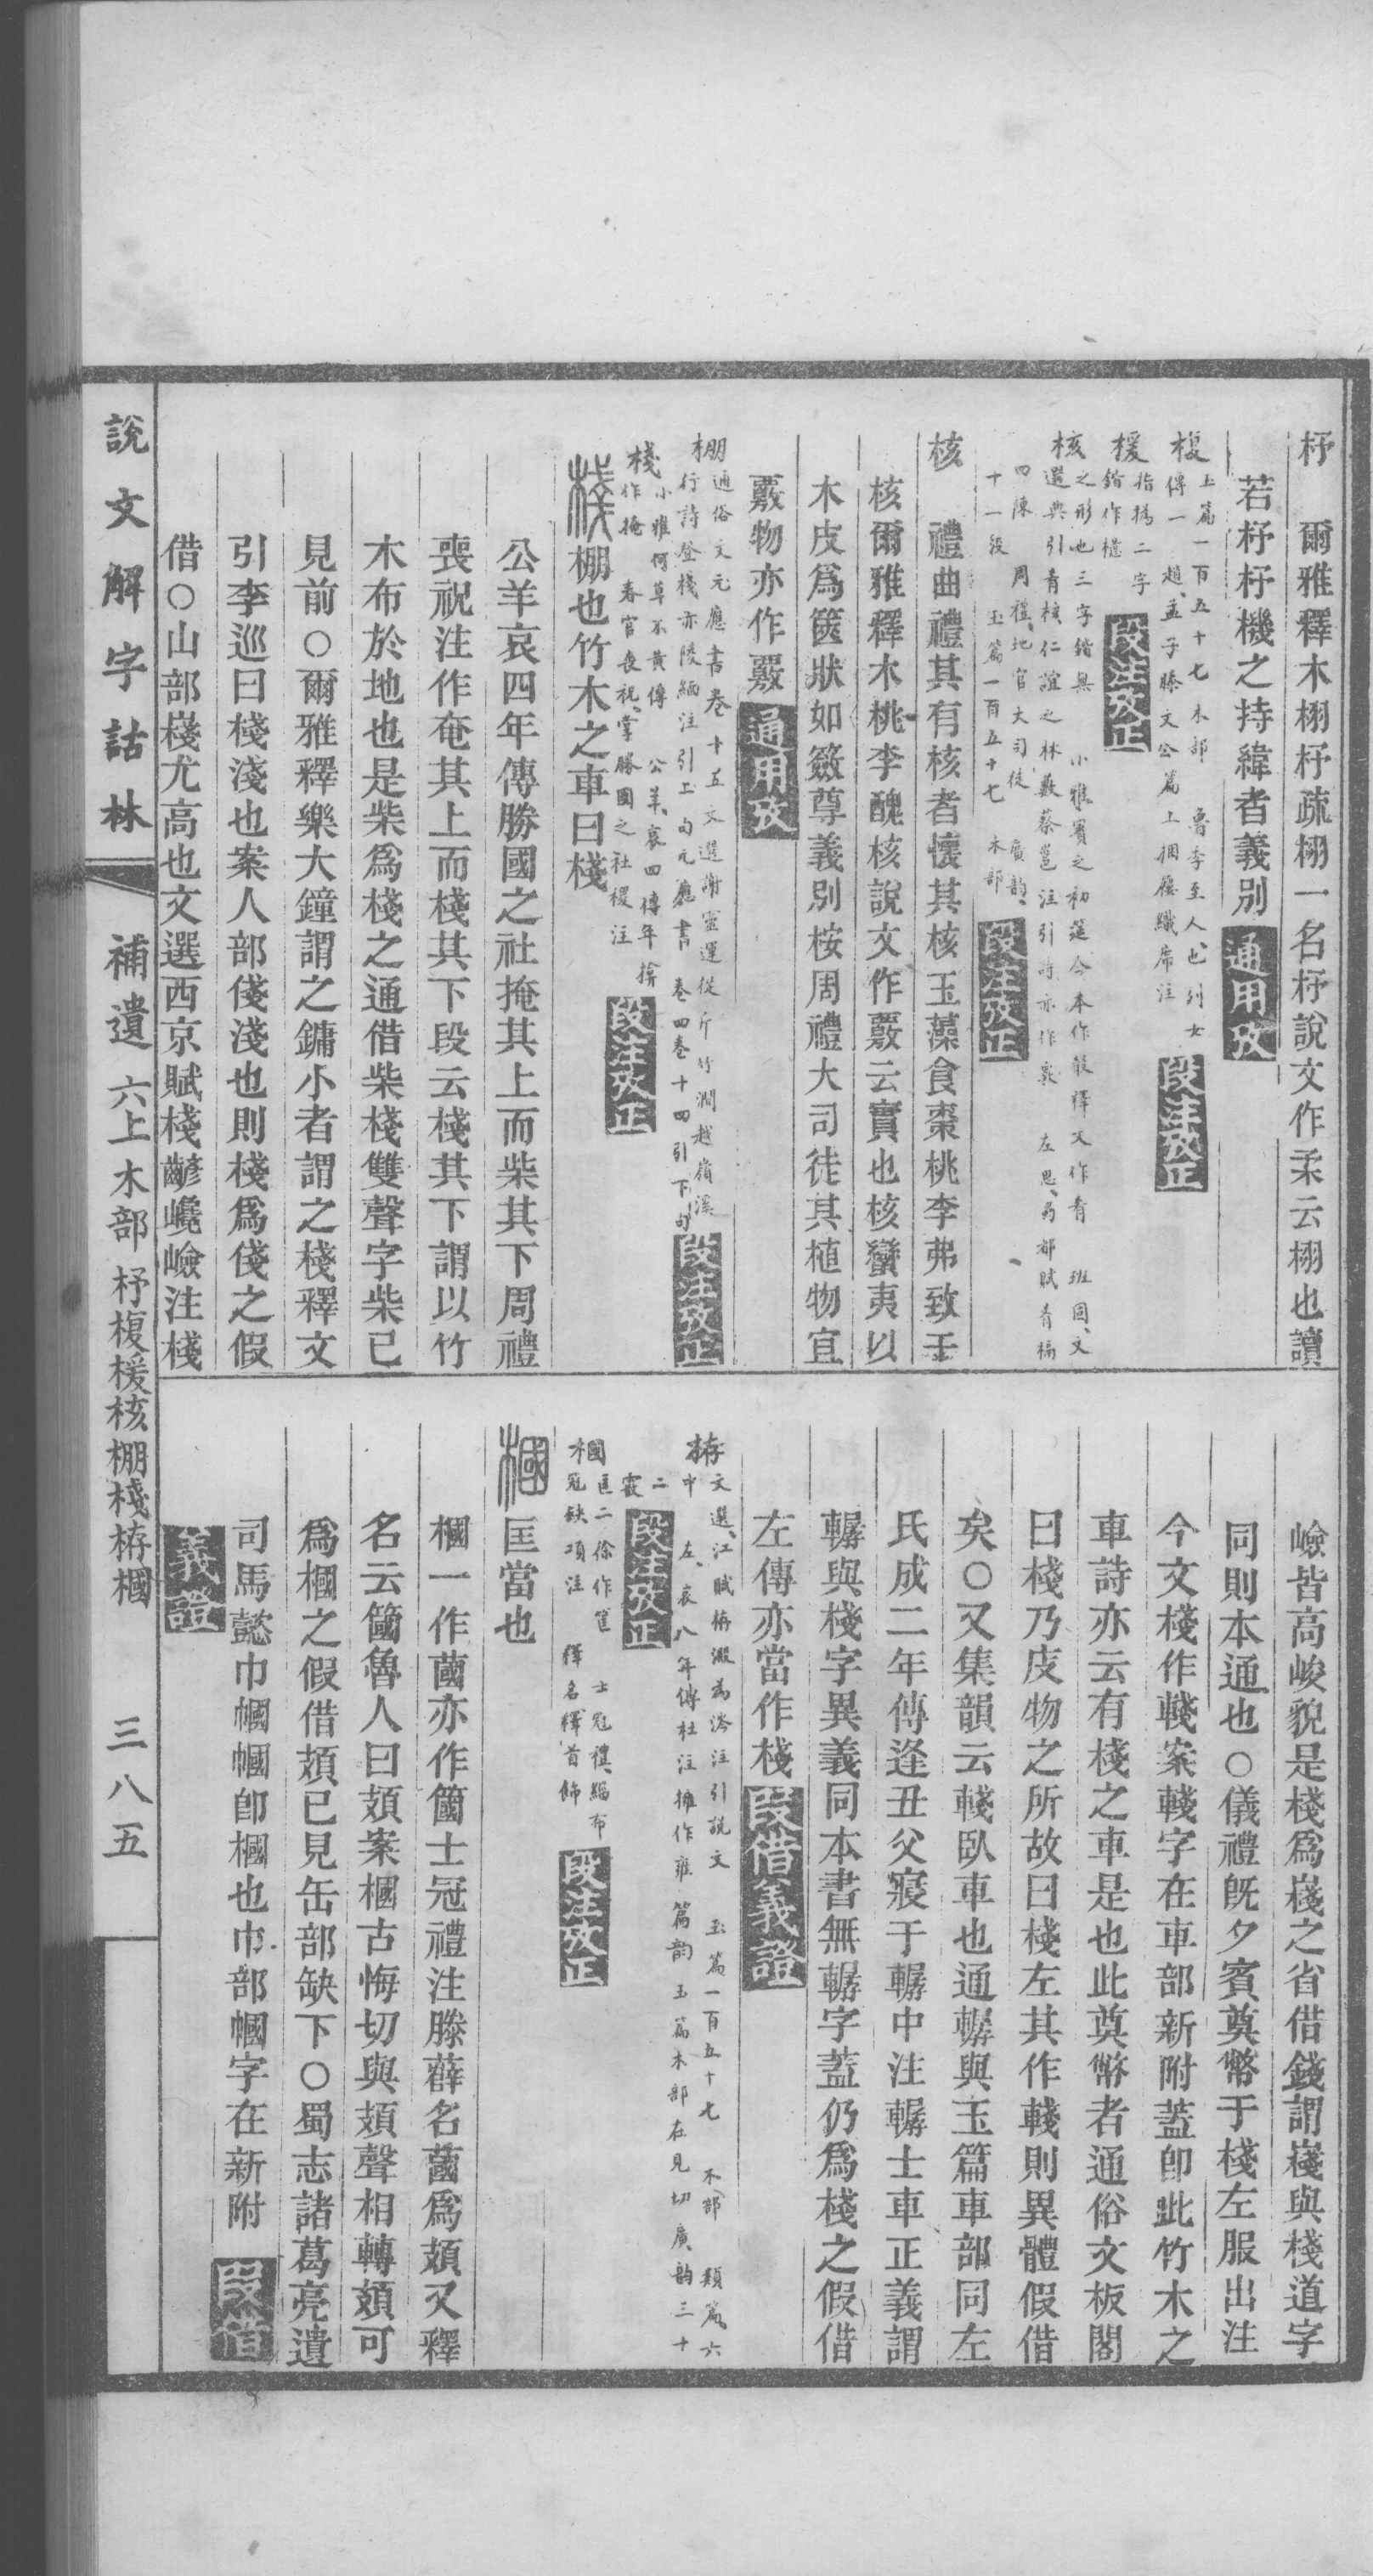 杼　爾雅釋木栩杼疏栩一名杼說文作柔云栩也讀
若杼杼機之持緯者義別通用攷
椱上篇一百五十七木部　魯季至人也列女
傳一　趙孟子滕文公篇上捆屨織席注　段注攷正
楥指撝二字
鍇作楥　段注攷正
核之形也三字鍇無　小雅賓之初筵今本作殽釋文作肴　班固文
選典引肴核仁誼之林藪蔡邕注引詩亦作覈　左思蜀都賦肴槅
四陳　周禮地官大司徒　廣韵
十一段　玉篇一百五十七　木部　段注攷正
核　禮曲禮其有核者懷其核玉藻食棗桃李弗致于
核爾雅釋木桃李醜核說文作覈云實也核蠻夷以
木皮爲篋狀如籢尊義別桉周禮大司徒其植物宜
覈物亦作覈通用攷
棚通俗文元應書卷十五文選謝靈運從斤竹澗越嶺溪
行詩登棧亦陵緬注引上句元應書　卷四卷十四引下句　段注攷正
棧小雅何草不黃傳　公羊哀四年傳揜
作掩　春官喪祝掌勝國之社稷注　段注攷正
棧棚也竹木之車曰棧
公羊哀四年傳勝國之社掩其上而柴其下周禮
喪祝注作奄其上而棧其下段云棧其下謂以竹
木布於地也是柴爲棧之通借柴棧雙聲字柴已
見前○爾雅釋樂大鐘謂之鏞小者謂之棧釋文
引李巡曰棧淺也案人部俴淺也則棧爲俴之假
借○山部嶘尤高也文選西京賦棧齴巉嶮注棧
嶮皆高峻貌是棧爲嶘之省借錢謂嶘與棧道字
同則本通也○儀禮旣夕賓奠幣于棧左服出注
今文棧作輚案輚字在車部新附蓋卽此竹木之
車詩亦云有棧之車是也此奠幣者通俗文板閣
曰棧乃庋物之所故曰棧左其作輚則異體假借
矣○又集韻云輚臥車也通轏與玉篇車部同左
氏成二年傳逢丑父寢于轏中注轏士車正義謂
轏與棧字異義同本書無轏字蓋仍爲棧之假借
左傳亦當作棧叚借義證
栫文選江賦栫澱爲涔注引說文　玉篇一百五十七　木部　類篇六
中　左哀八年傳杜注擁作雍　篇韵玉篇木部在見切廣韵三十
二霰　段注攷正
槶匡二徐作筐　士冠禮緇布
冠缺項注　釋名釋首飾　段注攷正
槶匡當也
槶一作蔮亦作簂士冠禮注滕薛名蔮爲頍又釋
名云簂魯人曰頍案槶古悔切與頍聲相轉頍可
爲槶之假借頍已見缶部缺下○蜀志諸葛亮遺
司馬懿巾幗幗卽槶也巾部幗字在新附　叚借
義證
說文解字詁林　補遺　六上木部　杼椱楥核棚棧栫槶　三八五